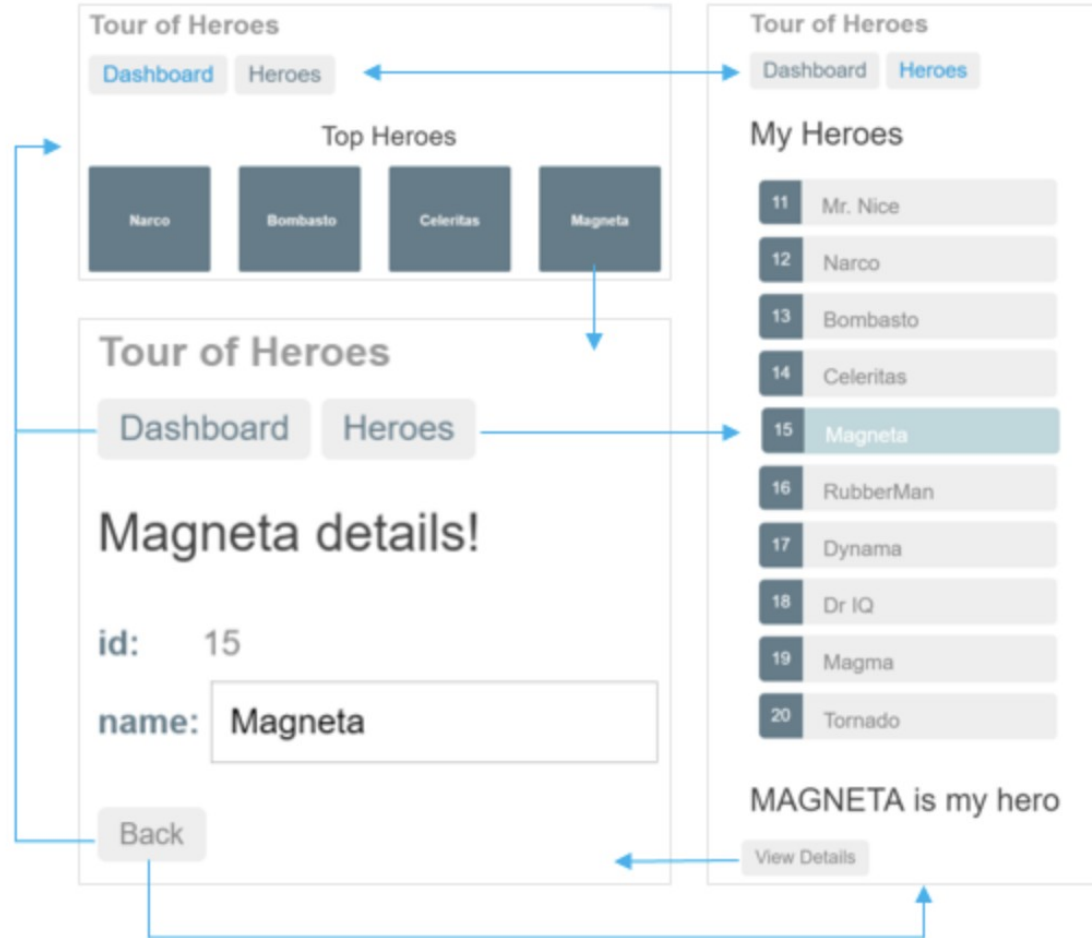 Tour of Heroes
Dashboard Heroes
Top Heroes
Narco Bombasto Celeritas Magneta
Tour of Heroes
Dashboard Heroes
Magneta details!
id: 15
name: Magneta
Back
Tour of Heroes
Dashboard Heroes
My Heroes
11 Mr. Nice
12 Narco
13 Bombasto
14 Celeritas
15 Magneta
16 RubberMan
17 Dynama
18 Dr IQ
19 Magma
20 Tornado
MAGNETA is my hero
View Details